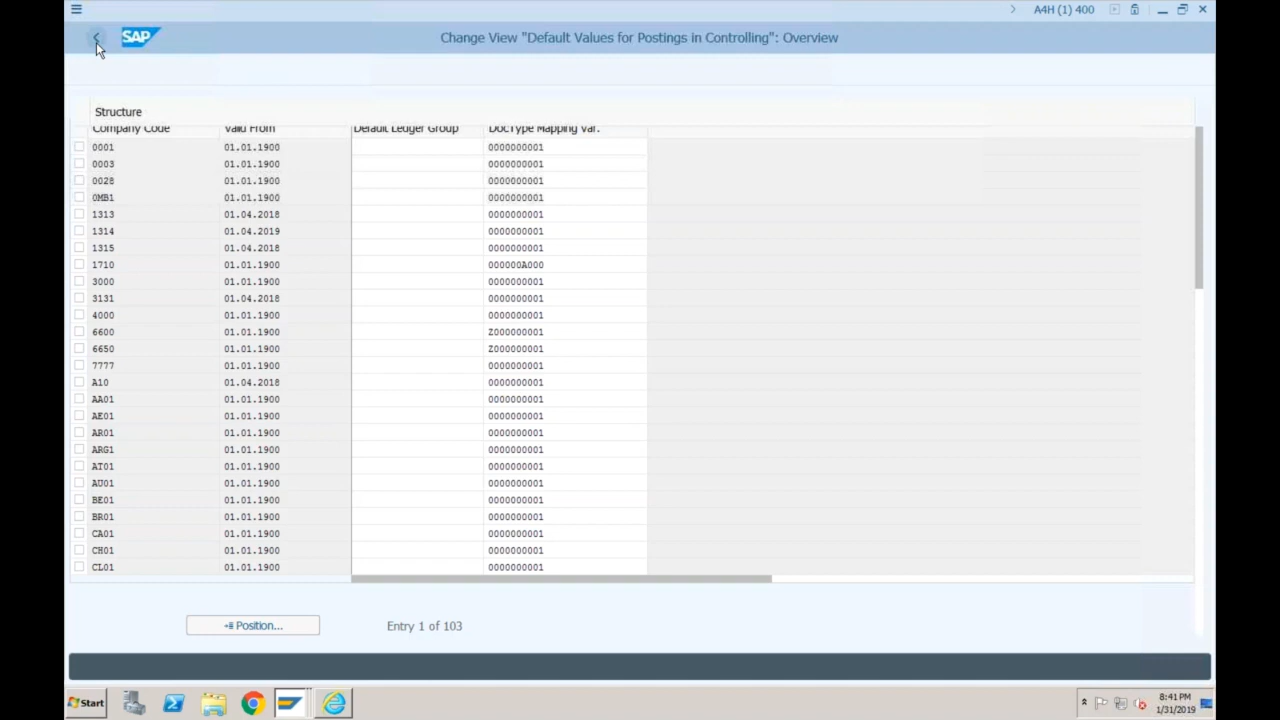 A4H (1) 400
SAP
Change View "Default Values for Postings in Controlling": Overview
Structure
Company Code Valid From Default Ledger Group DocType Mapping Var.
0001 01.01.1900 0000000001
0003 01.01.1900 0000000001
0028 01.01.1900 0000000001
0MB1 01.01.1900 0000000001
1313 01.04.2018 0000000001
1314 01.04.2019 0000000001
1315 01.04.2018 0000000001
1710 01.01.1900 000000A000
3000 01.01.1900 0000000001
3131 01.04.2018 0000000001
4000 01.01.1900 0000000001
6600 01.01.1900 Z000000001
6650 01.01.1900 Z000000001
7777 01.01.1900 0000000001
A10 01.04.2018 0000000001
AA01 01.01.1900 0000000001
AE01 01.01.1900 0000000001
AR01 01.01.1900 0000000001
ARG1 01.01.1900 0000000001
AT01 01.01.1900 0000000001
AU01 01.01.1900 0000000001
BE01 01.01.1900 0000000001
BR01 01.01.1900 0000000001
CA01 01.01.1900 0000000001
CH01 01.01.1900 0000000001
CL01 01.01.1900 0000000001
Position... Entry 1 of 103
Start
8:41 PM
1/31/2019